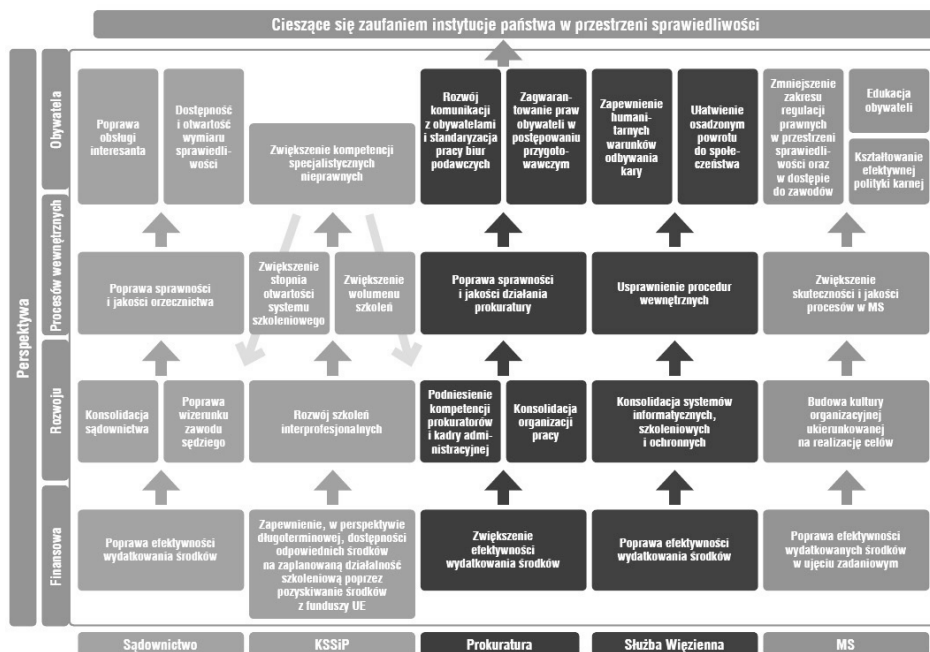 Cieszące się zaufaniem instytucje państwa w przestrzeni sprawiedliwości
Perspektywa
Obywatela
Poprawa
obsługi
interesanta
Dostępność
i otwartość
wymiaru
sprawiedli-
wości
Zwiększenie kompetencji
specjalistycznych
nieprawnych
Rozwój
komunikacji
z obywatelami
i standaryzacja
pracy biur
podawczych
Zagwaran-
towanie praw
obywateli w
postępowaniu
przygoto-
wawczym
Zapewnienie
humani-
tarnych
warunków
odbywania
kary
Ułatwienie
osadzonym
powrotu
do społe-
czeństwa
Zmniejszenie
zakresu
regulacji
prawnych
w przestrzeni
sprawiedli-
wości oraz
w dostępie
do zawodów
Edukacja
obywateli
Kształtowanie
efektywnej
polityki karnej
Procesów wewnętrznych
Poprawa sprawności
i jakości orzecznictwa
Zwiększenie
stopnia
otwartości
systemu
szkoleniowego
Zwiększenie
wolumenu
szkoleń
Poprawa sprawności
i jakości działania
prokuratury
Usprawnienie procedur
wewnętrznych
Zwiększenie
skuteczności i jakości
procesów w MS
Rozwoju
Konsolidacja
sądownictwa
Poprawa
wizerunku
zawodu
sędziego
Rozwój szkoleń
interprofesjonalnych
Podniesienie
kompetencji
prokuratorów
i kadry admi-
nistracyjnej
Konsolidacja
organizacji
pracy
Konsolidacja systemów
informatycznych,
szkoleniowych
i ochronnych
Budowa kultury
organizacyjnej
ukierunkowanej
na realizację celów
Finansowa
Poprawa efektywności
wydatkowania środków
Zapewnienie, w perspektywie
długoterminowej, dostępności
odpowiednich środków
na zaplanowaną działalność
szkoleniową poprzez
pozyskiwanie środków
z funduszy UE
Zwiększenie
efektywności
wydatkowania środków
Poprawa efektywności
wydatkowania środków
Poprawa efektywności
wydatkowanych środków
w ujęciu zadaniowym
Sądownictwo
KSSiP
Prokuratura
Służba Więzienna
MS